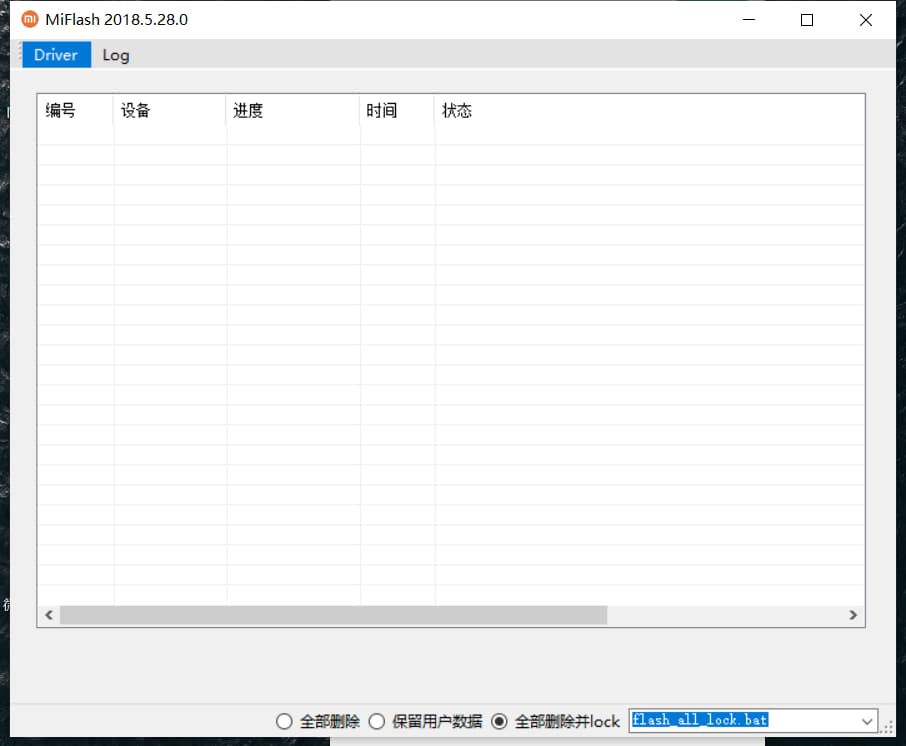 MiFlash 2018.5.28.0
Driver Log
编号 设备 进度 时间 状态
全部删除 保留用户数据 全部删除并lock flash_all_lock.bat